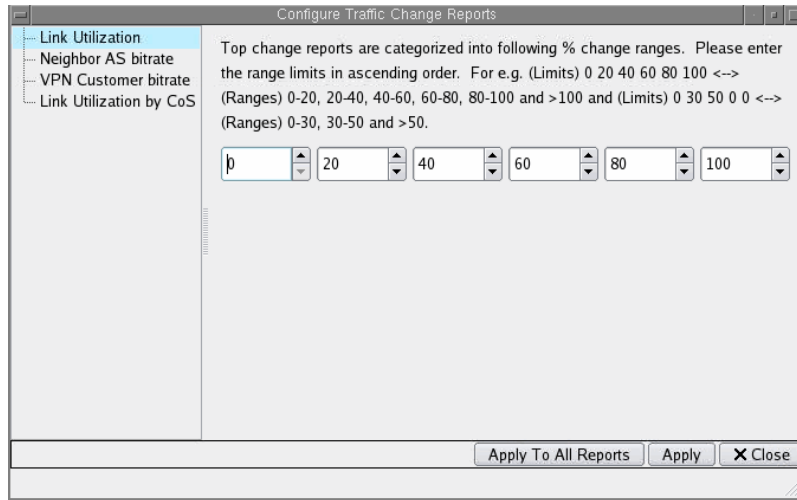 Configure Traffic Change Reports
Link Utilization
Neighbor AS bitrate
VPN Customer bitrate
Link Utilization by CoS
Top change reports are categorized into following % change ranges. Please enter
the range limits in ascending order. For e.g. (Limits) 0 20 40 60 80 100 <-->
(Ranges) 0-20, 20-40, 40-60, 60-80, 80-100 and >100 and (Limits) 0 30 50 0 0 <-->
(Ranges) 0-30, 30-50 and >50.
0 20 40 60 80 100
Apply To All Reports Apply Close